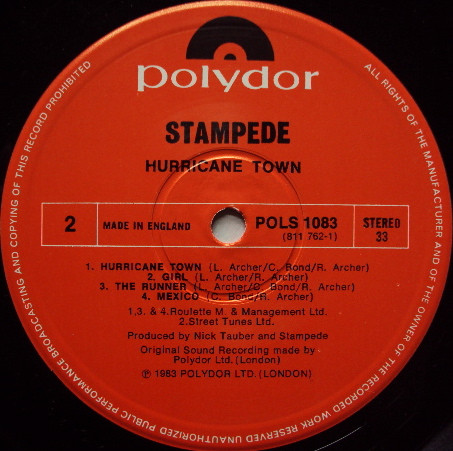 polydor
STAMPEDE
HURRICANE TOWN
2 MADE IN ENGLAND POLS 1083 STEREO
(811 762-1) 33
1. HURRICANE TOWN (L. Archer/C. Bond/R. Archer)
2. GIRL (L. Archer/R. Archer)
3. THE RUNNER (L. Archer/C. Bond/R. Archer)
4. MEXICO (C. Bond/R. Archer)
1,3. & 4.Roulette M. & Management Ltd.
2.Street Tunes Ltd.
Produced by Nick Tauber and Stampede
Original Sound Recording made by
Polydor Ltd. (London)
℗ 1983 POLYDOR LTD. (LONDON)
ALL RIGHTS OF THE MANUFACTURER AND OF THE OWNER OF THE RECORDED WORK RESERVED UNAUTHORIZED PUBLIC PERFORMANCE BROADCASTING AND COPYING OF THIS RECORD PROHIBITED